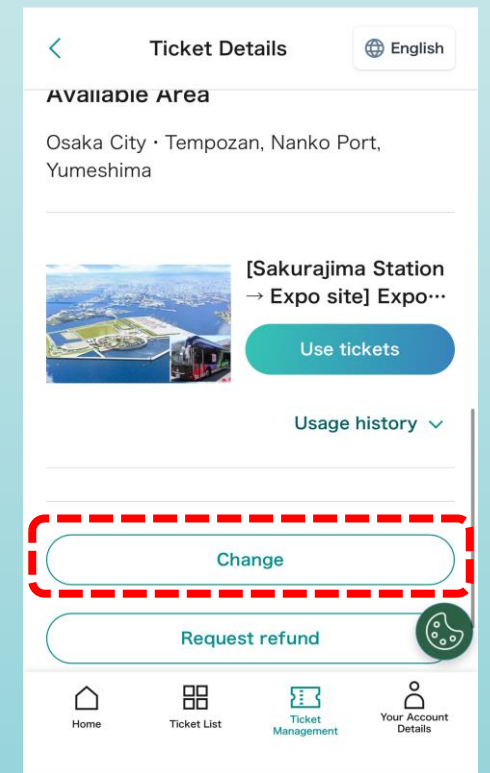 Ticket Details
English
Available Area
Osaka City・Tempozan, Nanko Port,
Yumeshima
[Sakurajima Station
→ Expo site] Expo…
Use tickets
Usage history
Change
Request refund
Home
Ticket List
Ticket
Management
Your Account
Details